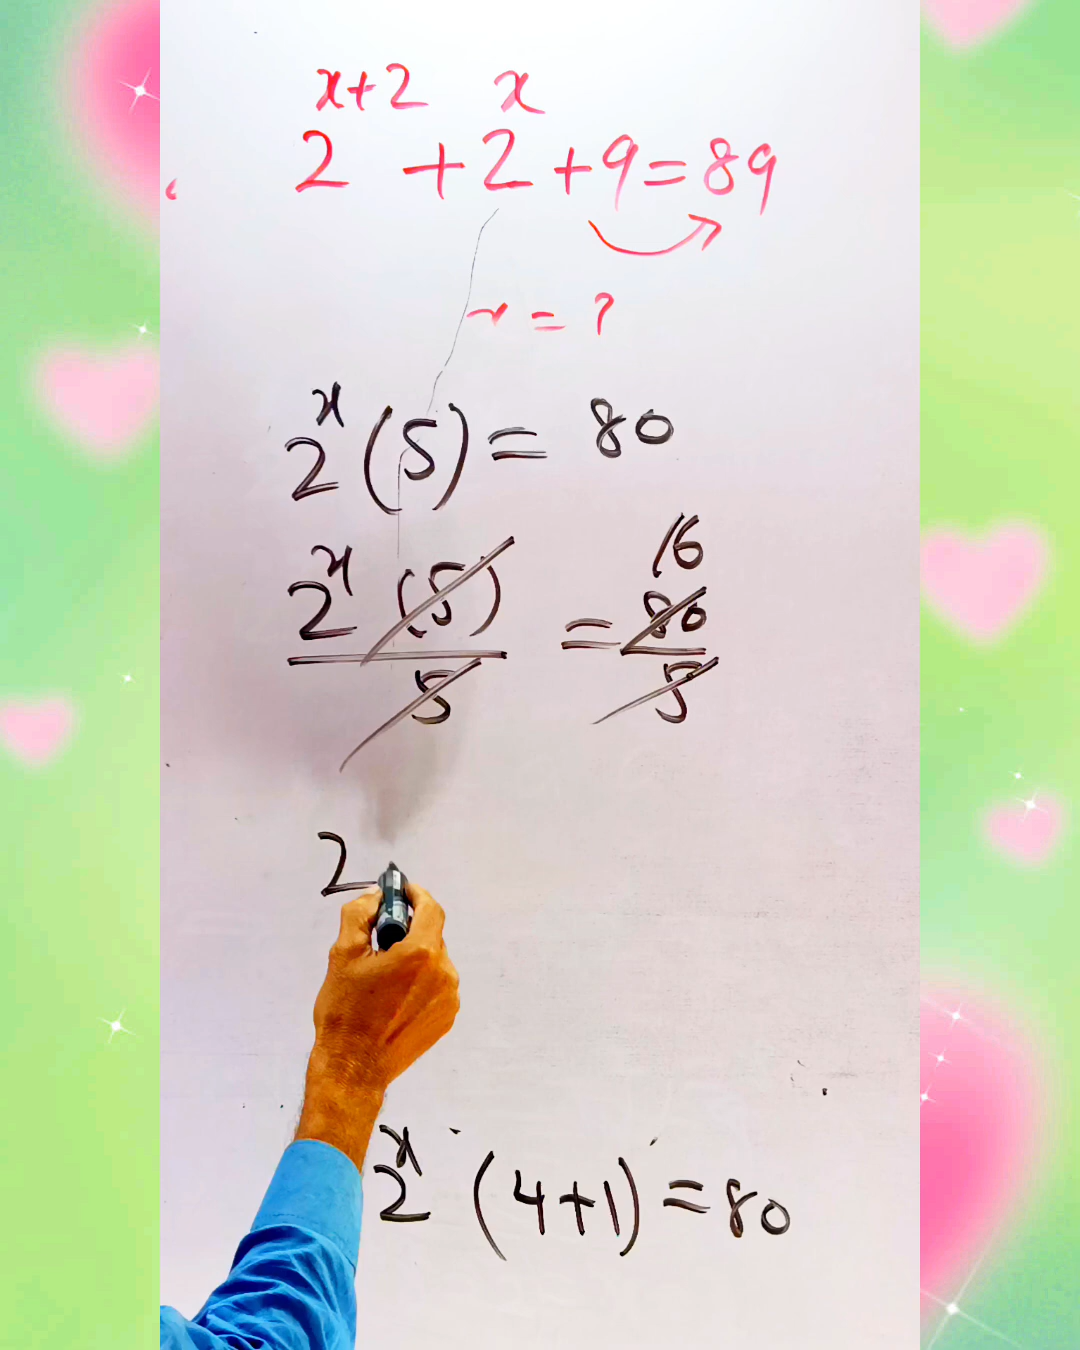 2^(x+2) + 2^x + 9 = 89
x = ?
2^x (5) = 80
2^x (5) / 5 = 80 / 5 16
2
2^x (4+1) = 80